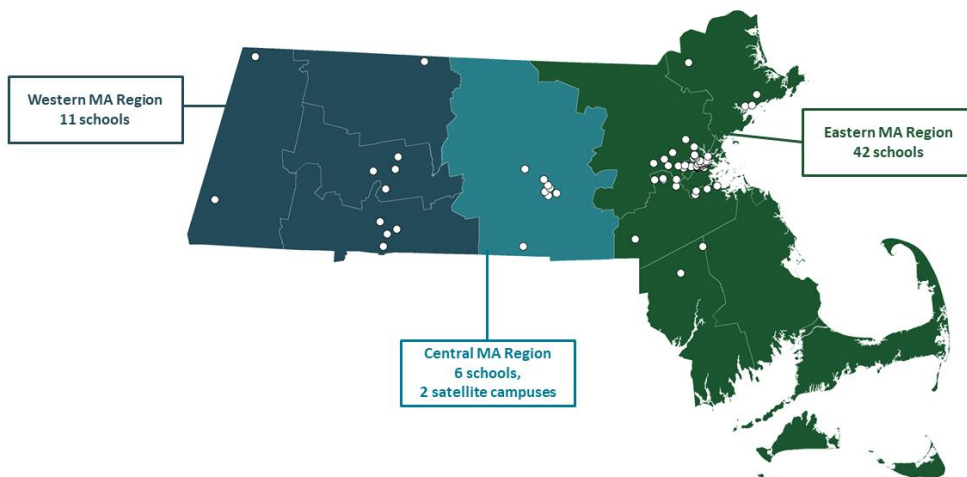 Western MA Region
11 schools
Eastern MA Region
42 schools
Central MA Region
6 schools,
2 satellite campuses